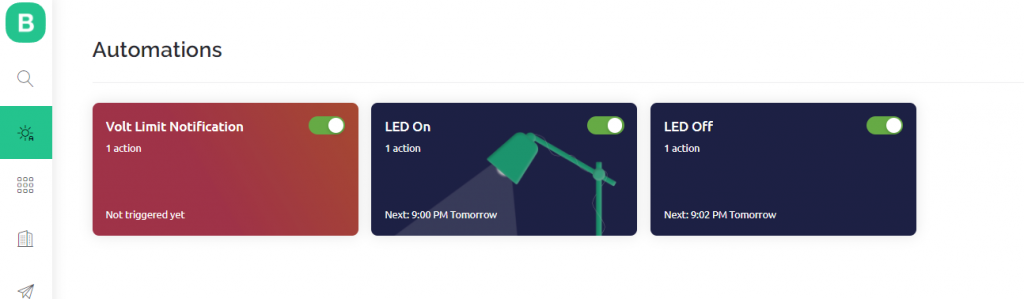 B
Automations
Volt Limit Notification
1 action
Not triggered yet
LED On
1 action
Next: 9:00 PM Tomorrow
LED Off
1 action
Next: 9:02 PM Tomorrow